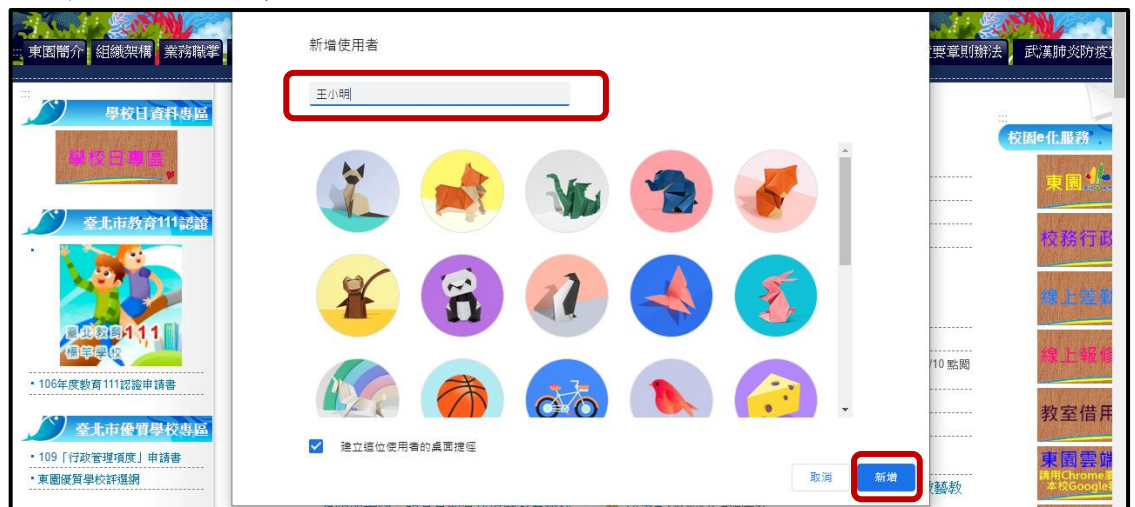 東園簡介
組織架構
業務職掌
要章則辦法
武漢肺炎防疫
學校日資料專區
學校日專區
臺北市教育111認證
臺北教育111
標竿學校
106年度教育111認證申請書
臺北市優質學校專區
109「行政管理項度」申請書
東園優質學校評選網
新增使用者
王小明
建立這位使用者的桌面捷徑
取消
新增
/10 點閱
校園e化服務
東園
校務行政
線上差勤
線上報修
教室借用
東園雲端
請用Chrome瀏
本校Google